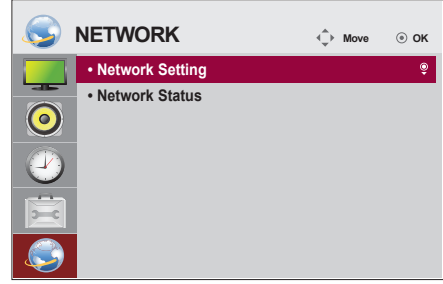 NETWORK
Move
OK
• Network Setting
• Network Status